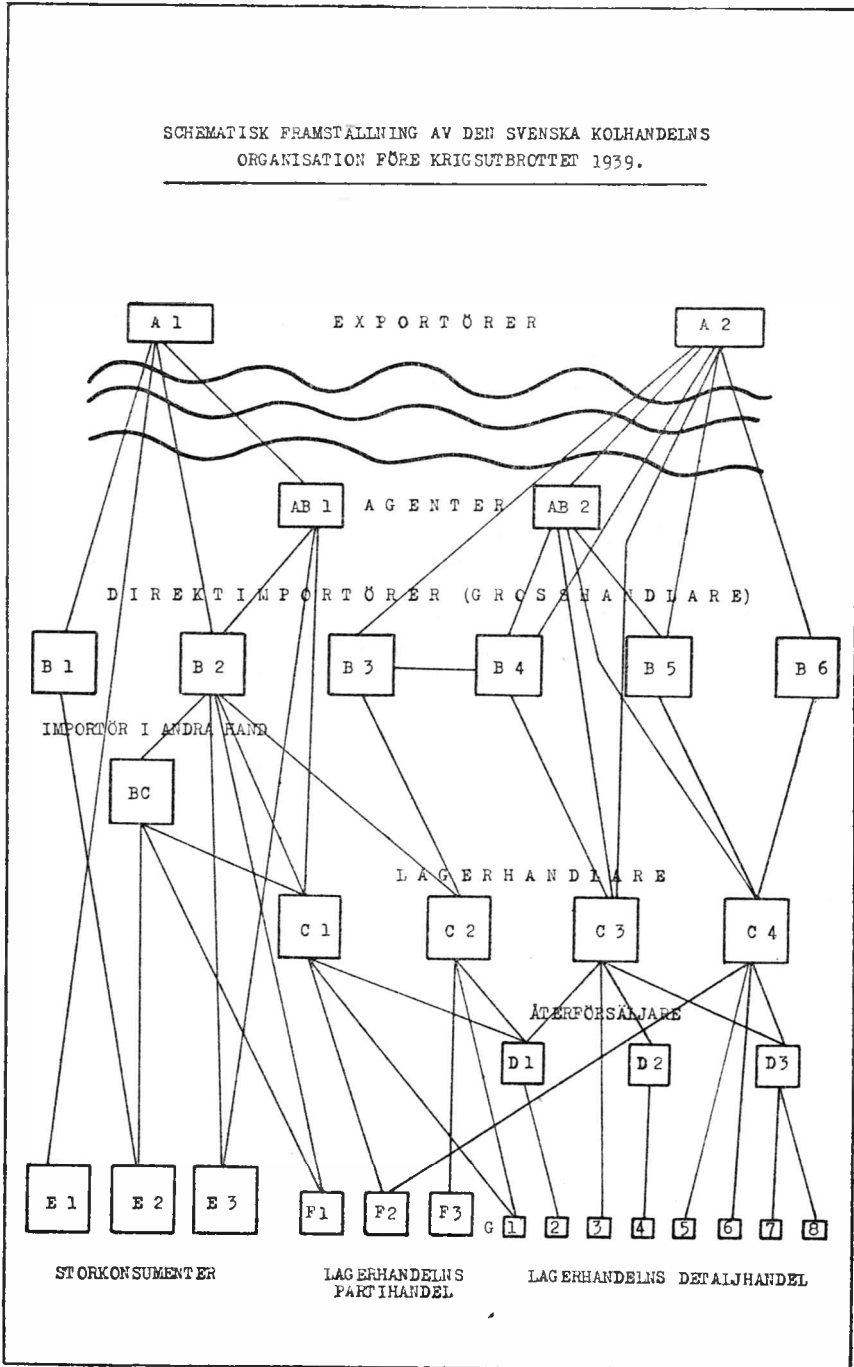 SCHEMATISK FRAMSTÄLLNING AV DEN SVENSKA KOLHANDELNS
ORGANISATION FÖRE KRIGSUTBROTTET 1939.
A 1 EXPORTÖRER A 2
AB 1 AGENTER AB 2
DIREKTIMPORTÖRER (GROSSHANDLARE)
B 1 B 2 B 3 B 4 B 5 B 6
IMPORTÖR I ANDRA HAND
BC
LAGERHANDLARE
C 1 C 2 C 3 C 4
ÅTERFÖRSÄLJARE
D1 D2 D3
E 1 E 2 E 3 F1 F2 F3 G 1 2 3 4 5 6 7 8
STORKONSUMENTER LAGERHANDELNS LAGERHANDELNS DETALJHANDEL
PARTIHANDEL